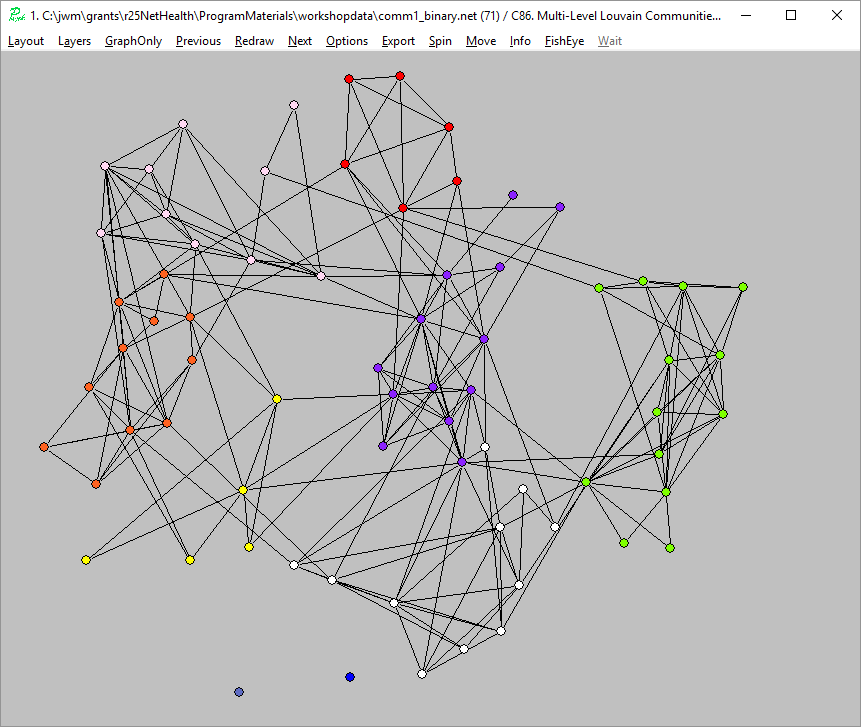 1. C:\jwm\grants\r25NetHealth\ProgramMaterials\workshopdata\comm1_binary.net (71) / C86. Multi-Level Louvain Communitie...
Layout Layers GraphOnly Previous Redraw Next Options Export Spin Move Info FishEye Wait